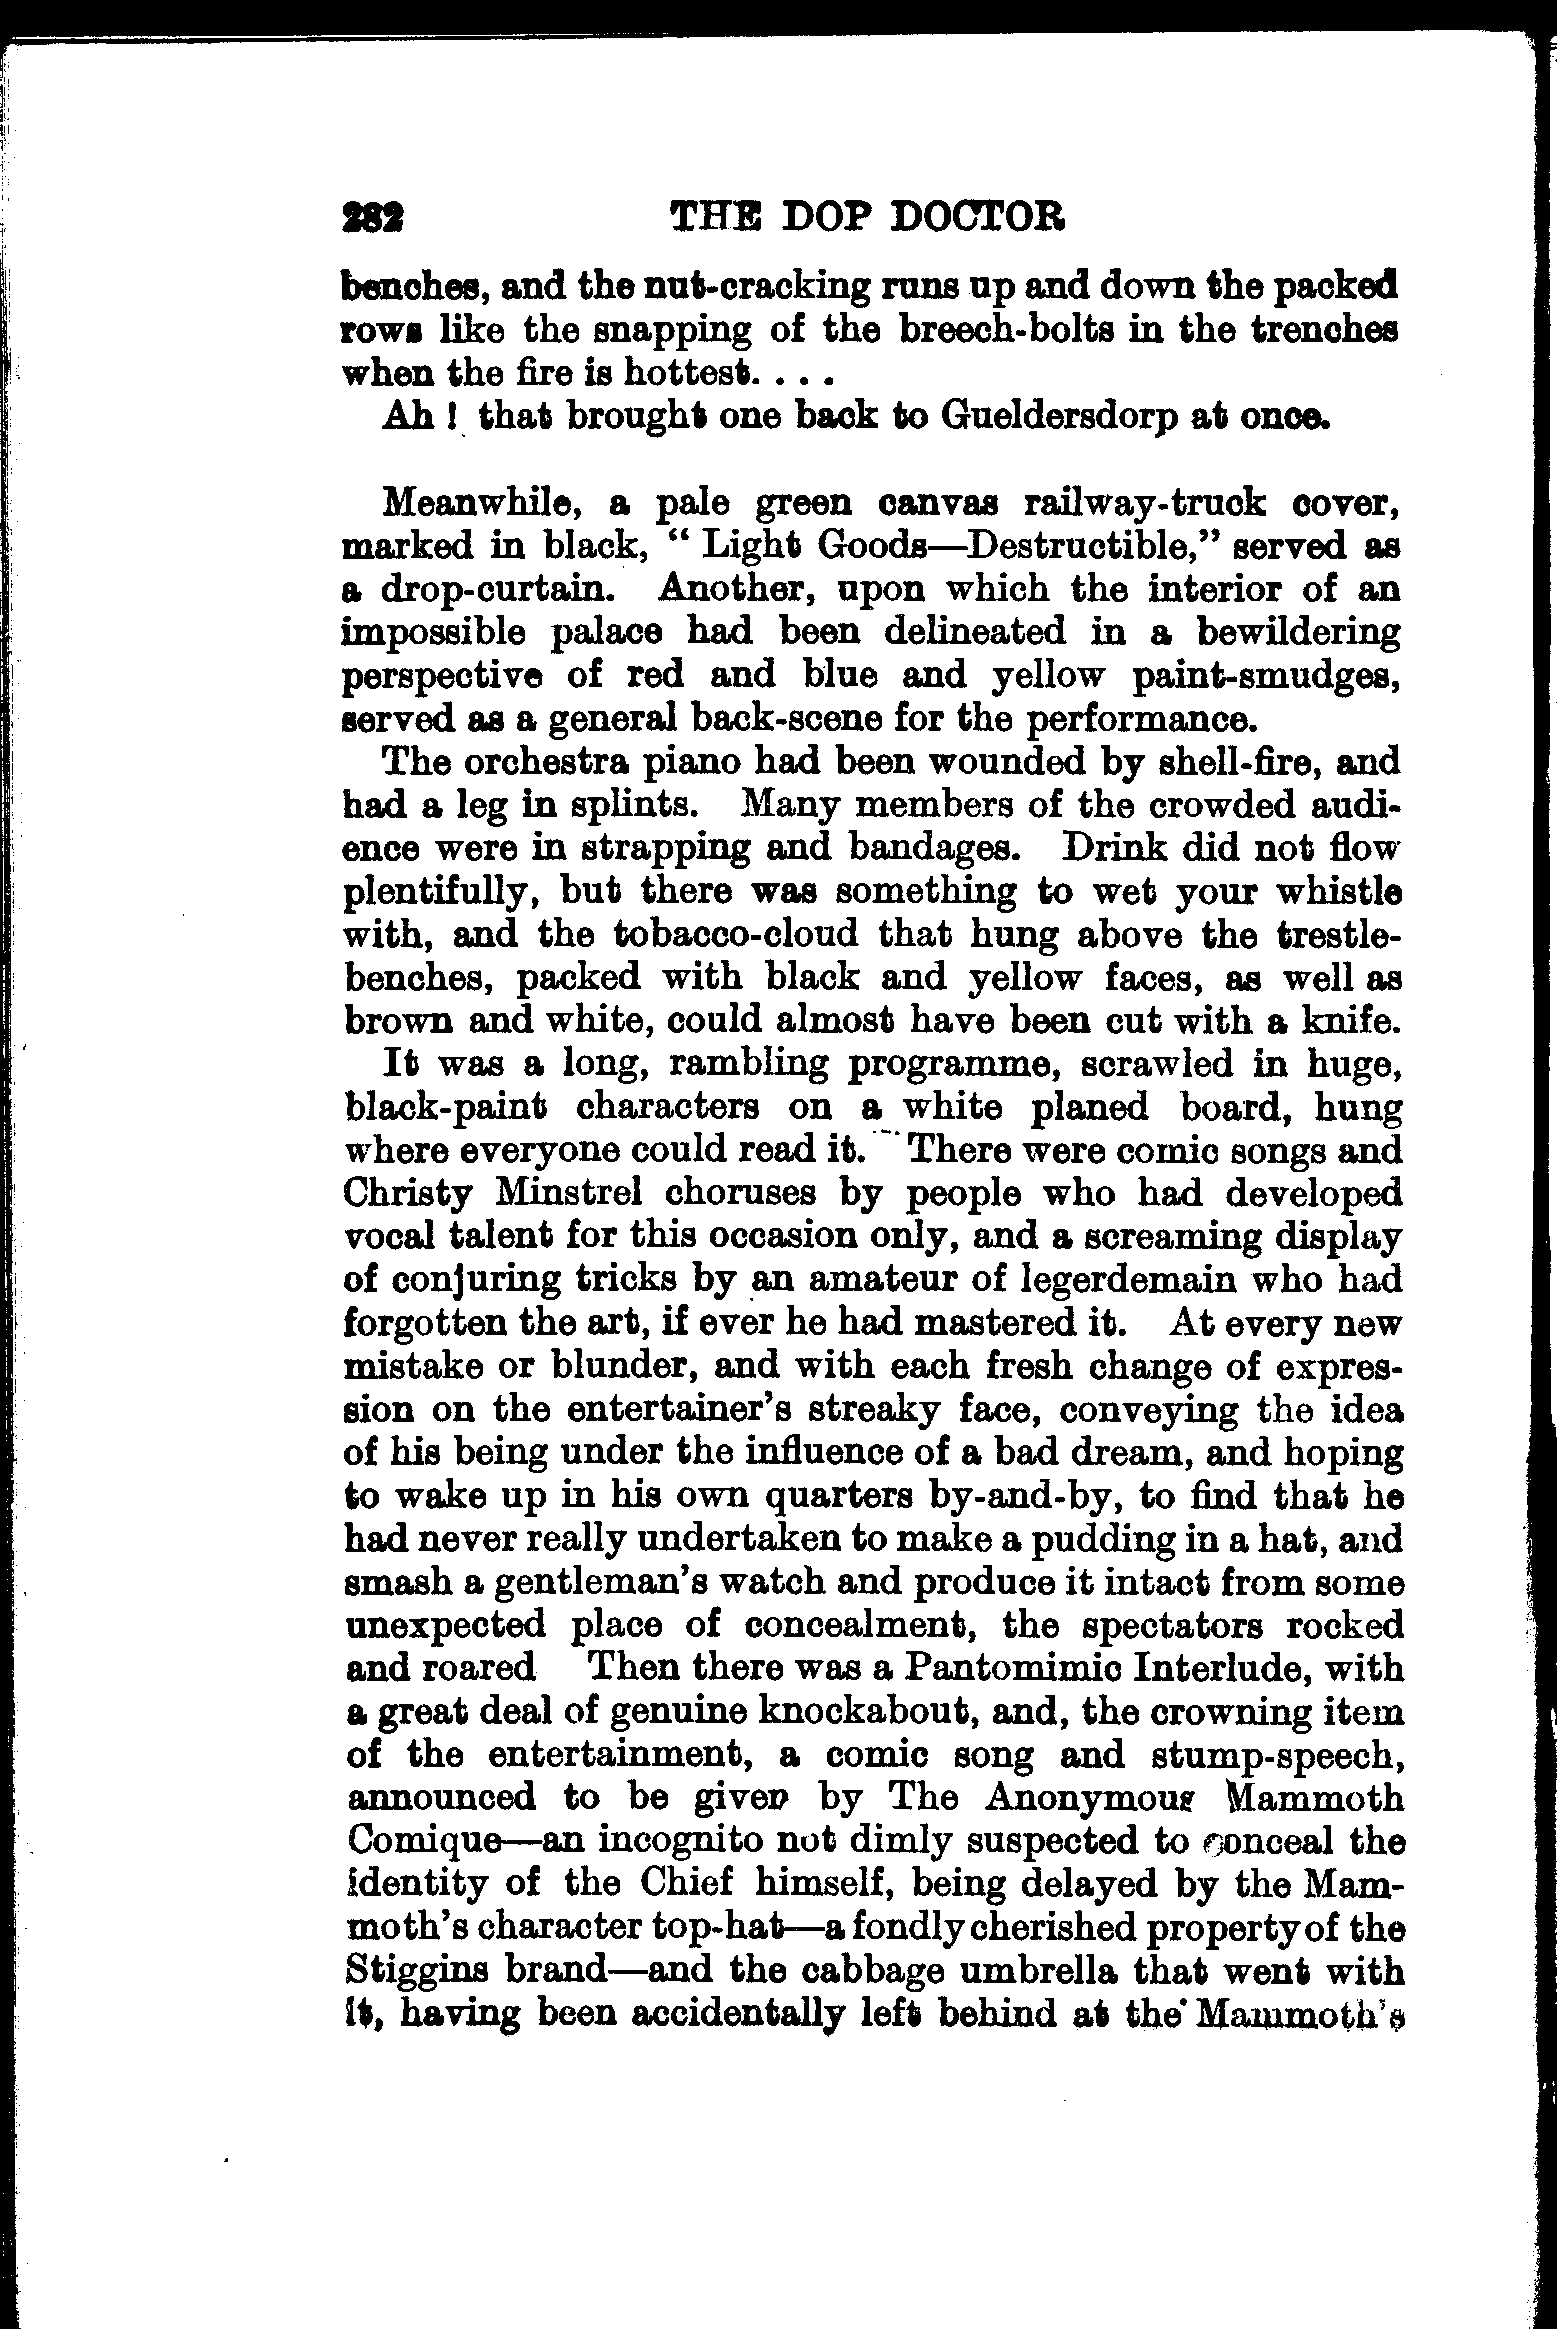 282 THE DOP DOCTOR
benches, and the nut-cracking runs up and down the packed
rows like the snapping of the breech-bolts in the trenches
when the fire is hottest. . . .
Ah ! that brought one back to Gueldersdorp at once.
Meanwhile, a pale green canvas railway-truck cover,
marked in black, “ Light Goods—Destructible,” served as
a drop-curtain. Another, upon which the interior of an
impossible palace had been delineated in a bewildering
perspective of red and blue and yellow paint-smudges,
served as a general back-scene for the performance.
The orchestra piano had been wounded by shell-fire, and
had a leg in splints. Many members of the crowded audi-
ence were in strapping and bandages. Drink did not flow
plentifully, but there was something to wet your whistle
with, and the tobacco-cloud that hung above the trestle-
benches, packed with black and yellow faces, as well as
brown and white, could almost have been cut with a knife.
It was a long, rambling programme, scrawled in huge,
black-paint characters on a white planed board, hung
where everyone could read it. There were comic songs and
Christy Minstrel choruses by people who had developed
vocal talent for this occasion only, and a screaming display
of conjuring tricks by an amateur of legerdemain who had
forgotten the art, if ever he had mastered it. At every new
mistake or blunder, and with each fresh change of expres-
sion on the entertainer’s streaky face, conveying the idea
of his being under the influence of a bad dream, and hoping
to wake up in his own quarters by-and-by, to find that he
had never really undertaken to make a pudding in a hat, and
smash a gentleman’s watch and produce it intact from some
unexpected place of concealment, the spectators rocked
and roared Then there was a Pantomimic Interlude, with
a great deal of genuine knockabout, and, the crowning item
of the entertainment, a comic song and stump-speech,
announced to be given by The Anonymous Mammoth
Comique—an incognito not dimly suspected to conceal the
identity of the Chief himself, being delayed by the Mam-
moth’s character top-hat—a fondly cherished property of the
Stiggins brand—and the cabbage umbrella that went with
it, having been accidentally left behind at the Mammoth’s